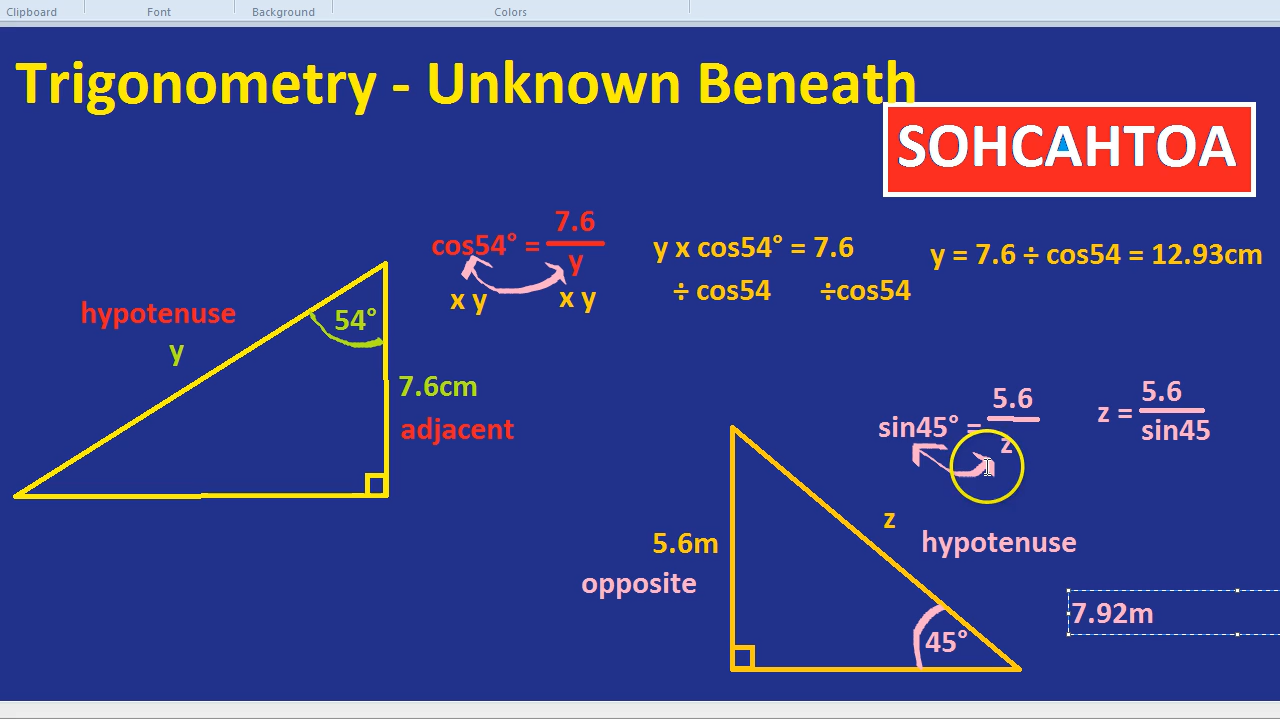 Clipboard Font Background Colors
Trigonometry - Unknown Beneath
SOHCAHTOA
cos54° = 7.6
y
x y x y
y x cos54° = 7.6
÷ cos54 ÷cos54
y = 7.6 ÷ cos54 = 12.93cm
hypotenuse
y
54°
7.6cm
adjacent
sin45° = 5.6
z
z = 5.6
sin45
z
hypotenuse
5.6m
opposite
45°
7.92m